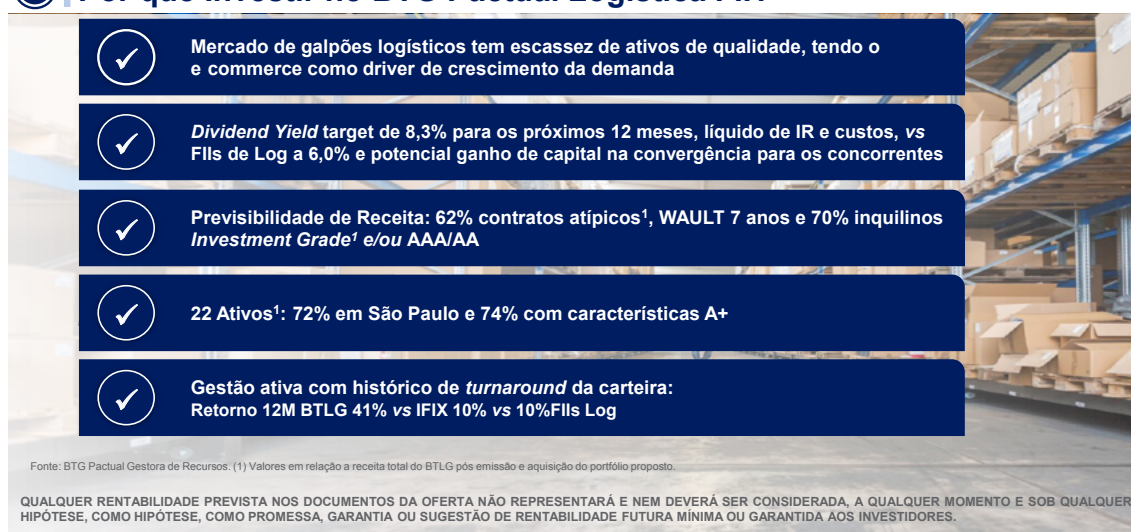 Mercado de galpões logísticos tem escassez de ativos de qualidade, tendo o
e commerce como driver de crescimento da demanda
Dividend Yield target de 8,3% para os próximos 12 meses, líquido de IR e custos, vs
FIIs de Log a 6,0% e potencial ganho de capital na convergência para os concorrentes
Previsibilidade de Receita: 62% contratos atípicos¹, WAULT 7 anos e 70% inquilinos
Investment Grade¹ e/ou AAA/AA
22 Ativos¹: 72% em São Paulo e 74% com características A+
Gestão ativa com histórico de turnaround da carteira:
Retorno 12M BTLG 41% vs IFIX 10% vs 10%FIIs Log
Fonte: BTG Pactual Gestora de Recursos. (1) Valores em relação a receita total do BTLG pós emissão e aquisição do portfólio proposto.
QUALQUER RENTABILIDADE PREVISTA NOS DOCUMENTOS DA OFERTA NÃO REPRESENTARÁ E NEM DEVERÁ SER CONSIDERADA, A QUALQUER MOMENTO E SOB QUALQUER
HIPÓTESE, COMO HIPÓTESE, COMO PROMESSA, GARANTIA OU SUGESTÃO DE RENTABILIDADE FUTURA MÍNIMA OU GARANTIDA AOS INVESTIDORES.